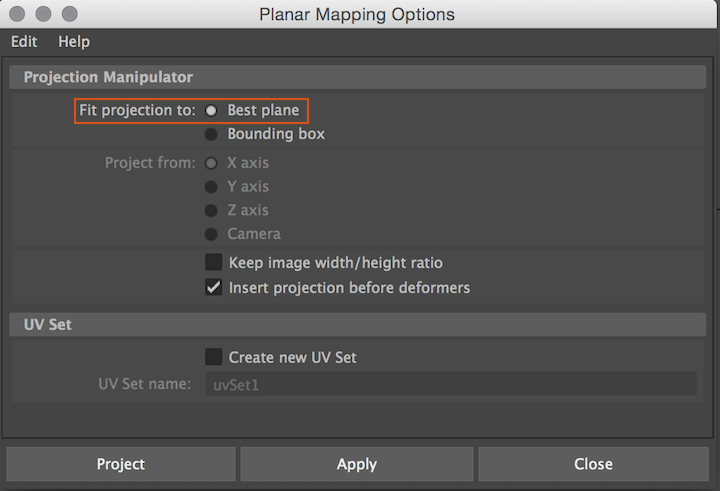 Planar Mapping Options
Edit Help
Projection Manipulator
Fit projection to: Best plane
Bounding box
Project from: X axis
Y axis
Z axis
Camera
Keep image width/height ratio
Insert projection before deformers
UV Set
Create new UV Set
UV Set name: uvSet1
Project Apply Close